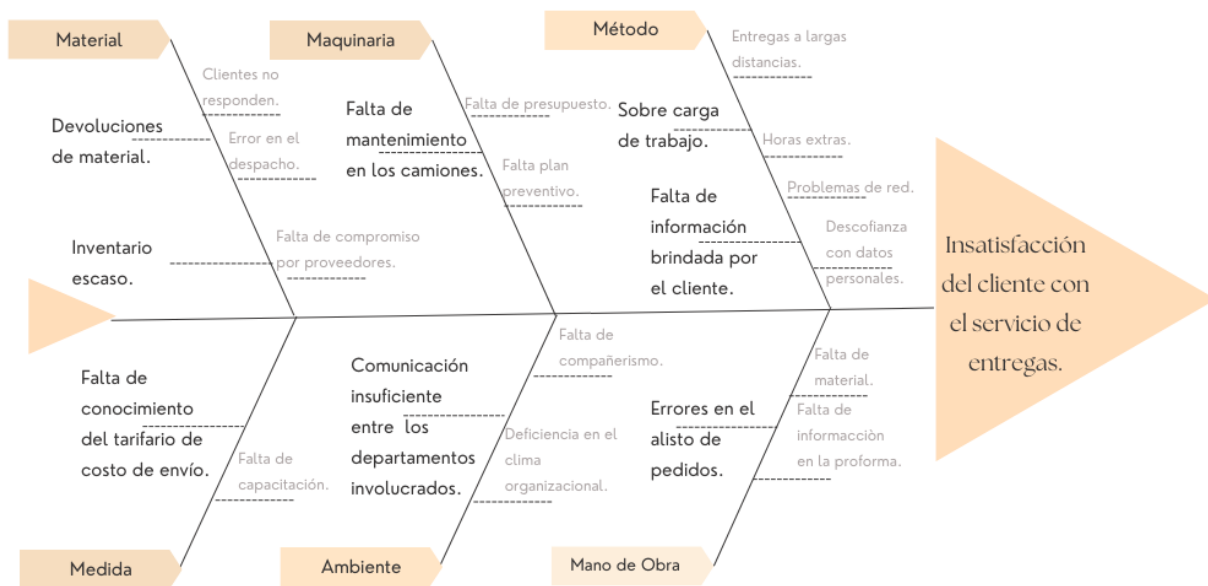 Material
Clientes no
responden.
Devoluciones
de material.
Error en el
despacho.
Inventario
escaso.
Falta de compromiso
por proveedores.
Maquinaria
Falta de
mantenimiento
en los camiones.
Falta de presupuesto.
Falta plan
preventivo.
Método
Entregas a largas
distancias.
Sobre carga
de trabajo.
Horas extras.
Problemas de red.
Falta de
información
brindada por
el cliente.
Descofianza
con datos
personales.
Insatisfacción
del cliente con
el servicio de
entregas.
Falta de
conocimiento
del tarifario de
costo de envío.
Falta de
capacitación.
Medida
Falta de
compañerismo.
Comunicación
insuficiente
entre los
departamentos
involucrados.
Deficiencia en el
clima
organizacional.
Ambiente
Falta de
material.
Errores en el
alisto de
pedidos.
Falta de
informacciòn
en la proforma.
Mano de Obra